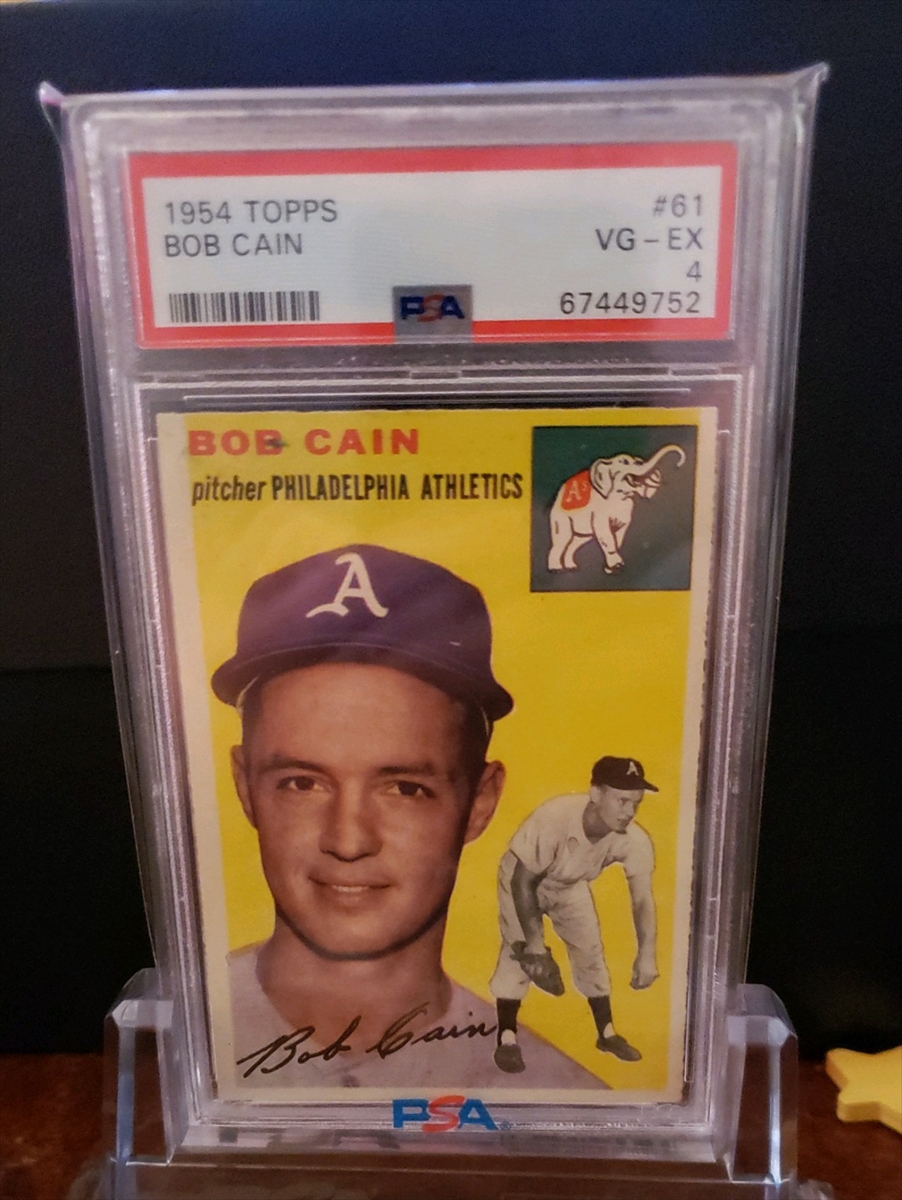 1954 TOPPS #61
BOB CAIN VG-EX
4
PSA 67449752
BOB CAIN
pitcher PHILADELPHIA ATHLETICS
A's
A
A
Bob Cain
PSA